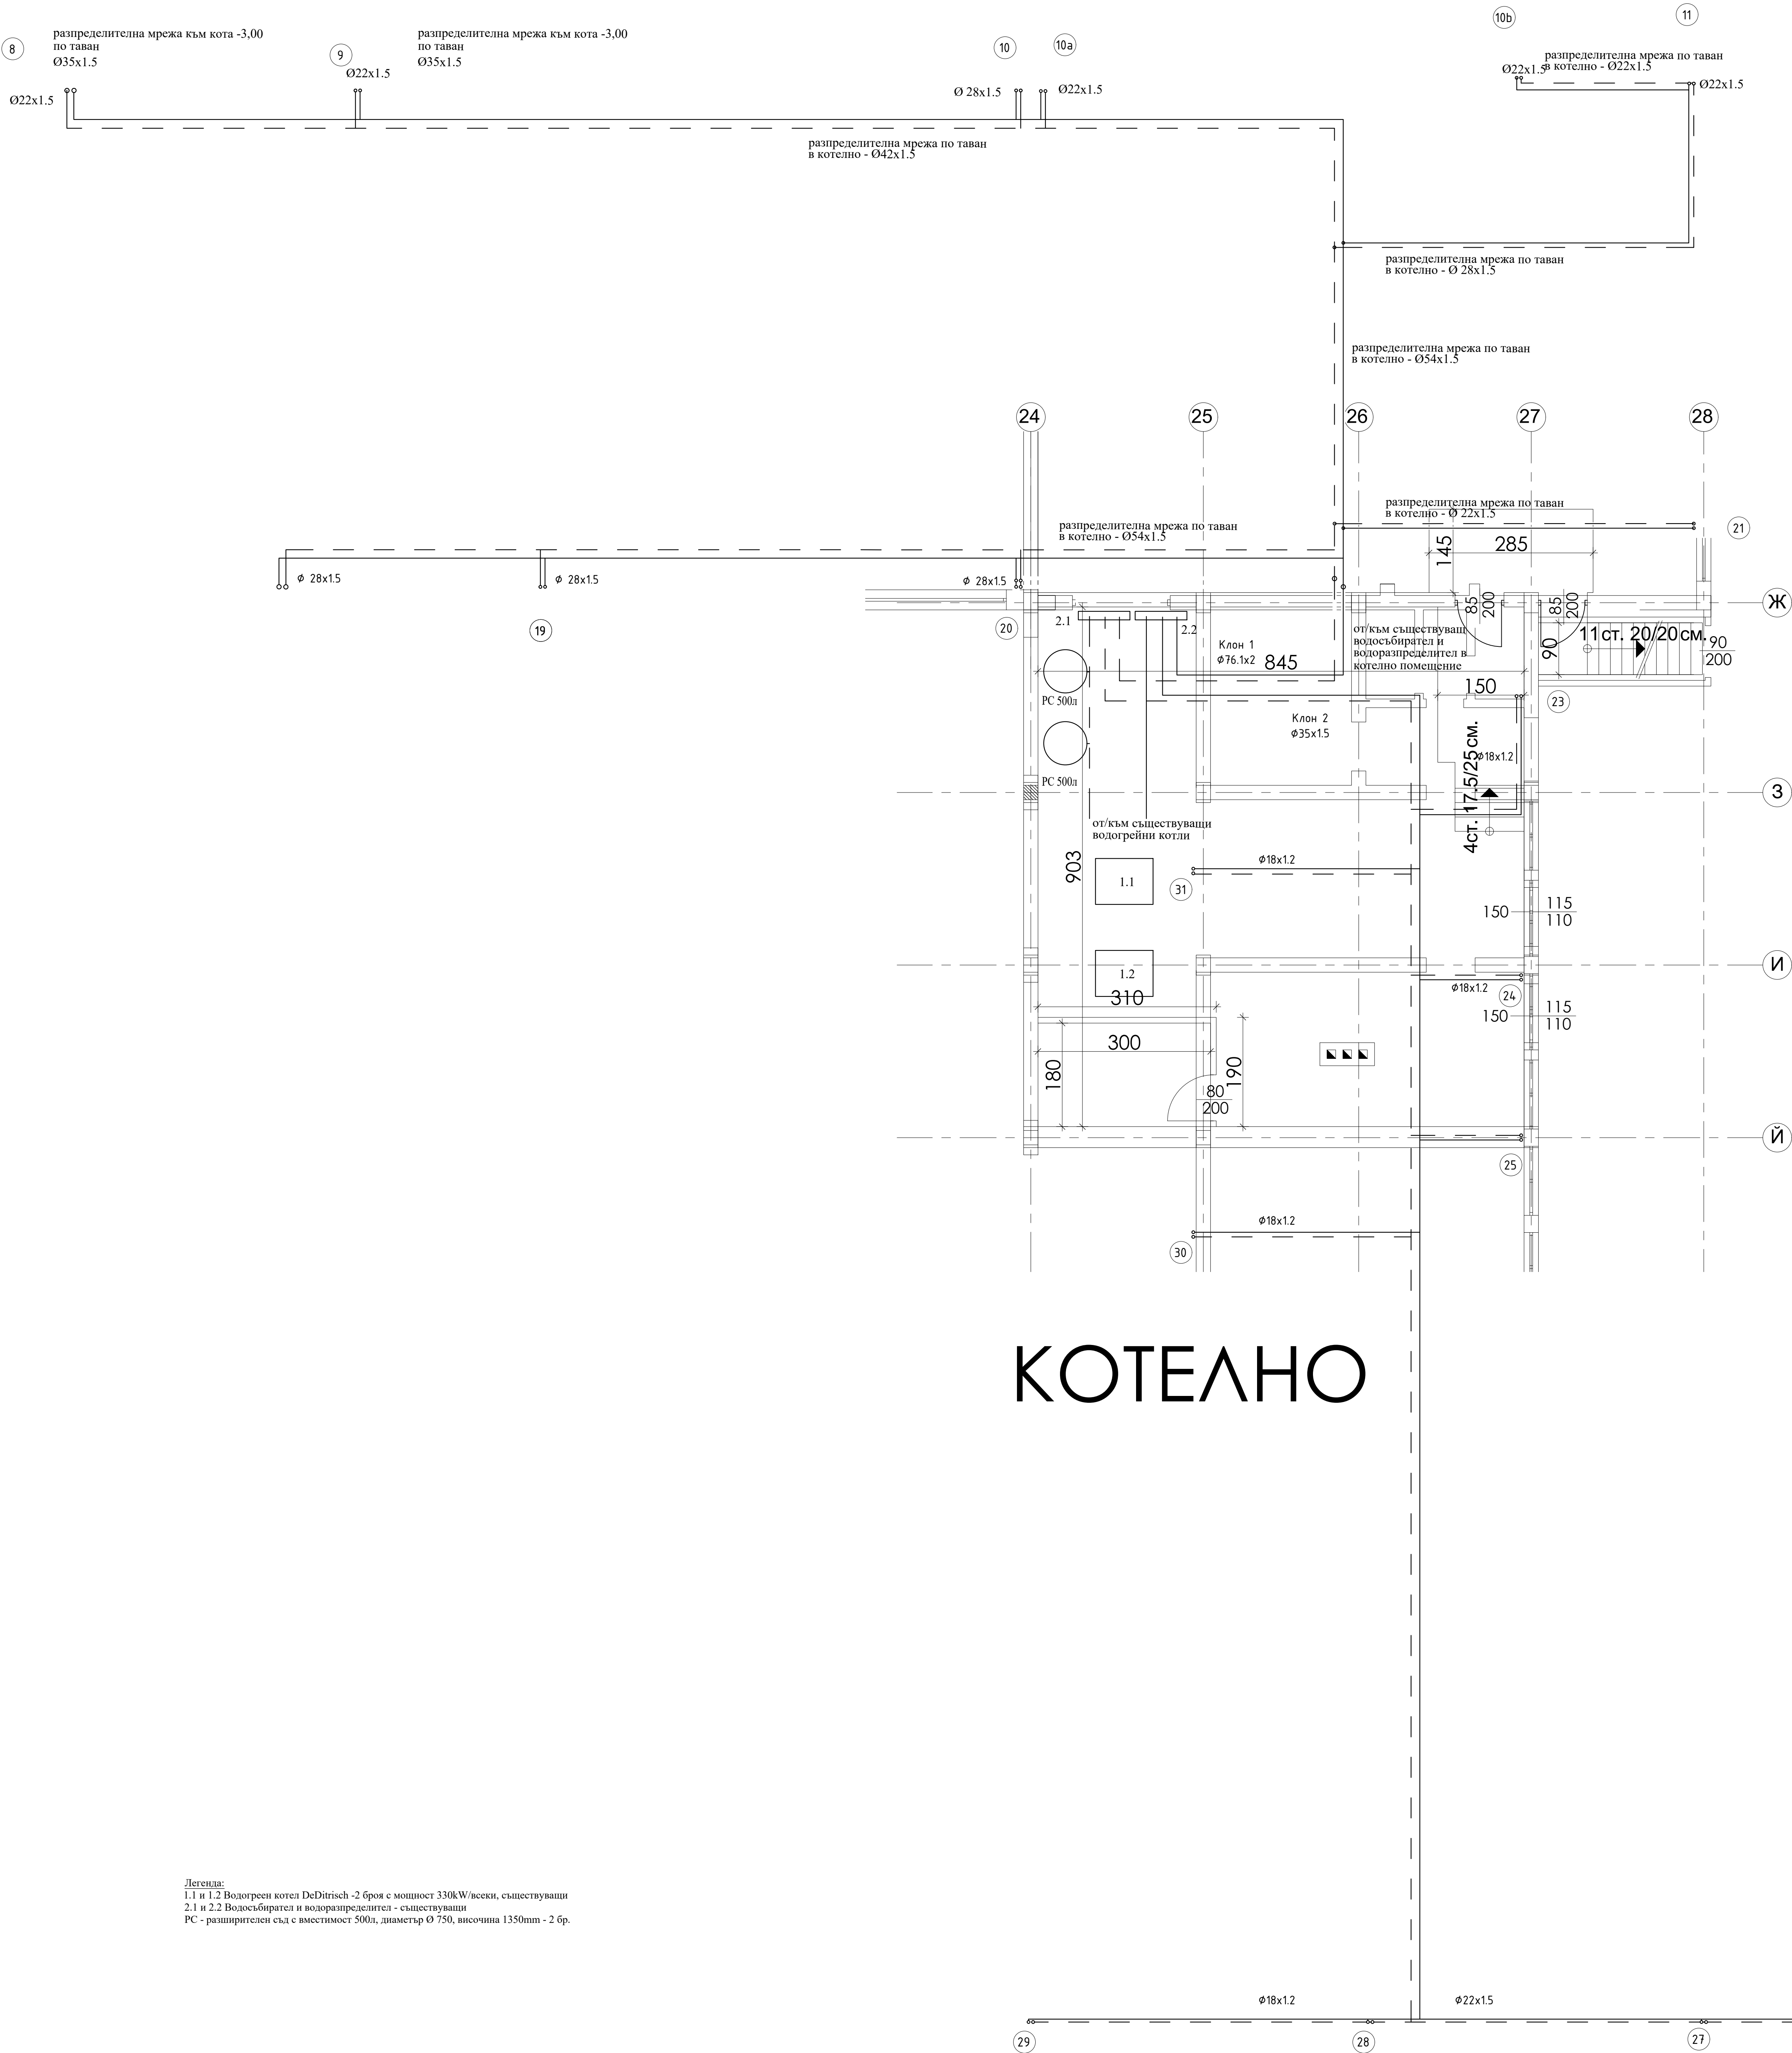 8
разпределителна мрежа към кота -3,00
по таван
Ø35x1.5
9
разпределителна мрежа към кота -3,00
по таван
Ø35x1.5
10
10a
10b
11
Ø22x1.5
Ø22x1.5
Ø 28x1.5
Ø22x1.5
разпределителна мрежа по таван
в котелно - Ø22x1.5
Ø22x1.5
Ø22x1.5
разпределителна мрежа по таван
в котелно - Ø42x1.5
разпределителна мрежа по таван
в котелно - Ø 28x1.5
разпределителна мрежа по таван
в котелно - Ø54x1.5
24
25
26
27
28
разпределителна мрежа по таван
в котелно - Ø 22x1.5
21
разпределителна мрежа по таван
в котелно - Ø54x1.5
145
285
ϕ 28x1.5
ϕ 28x1.5
ϕ 28x1.5
19
20
2.1
2.2
85
200
85
200
Ж
Клон 1
ϕ76.1x2
845
от/към съществуващ
водосъбирател и
водоразпределител в
котелно помещение
90
11ст. 20/20см.
90
200
150
23
РС 500л
Клон 2
ϕ35x1.5
4ст. 17.5/25см.
ϕ18x1.2
РС 500л
З
от/към съществуващи
водогрейни котли
903
1.1
31
ϕ18x1.2
150
115
110
1.2
И
ϕ18x1.2
24
310
150
115
110
300
180
190
80
200
Й
25
ϕ18x1.2
30
КОТЕЛНО
Легенда:
1.1 и 1.2 Водогреен котел DeDitrisch -2 броя с мощност 330kW/всеки, съществуващи
2.1 и 2.2 Водосъбирател и водоразпределител - съществуващи
РС - разширителен съд с вместимост 500л, диаметър Ø 750, височина 1350mm - 2 бр.
ϕ18x1.2
ϕ22x1.5
29
28
27